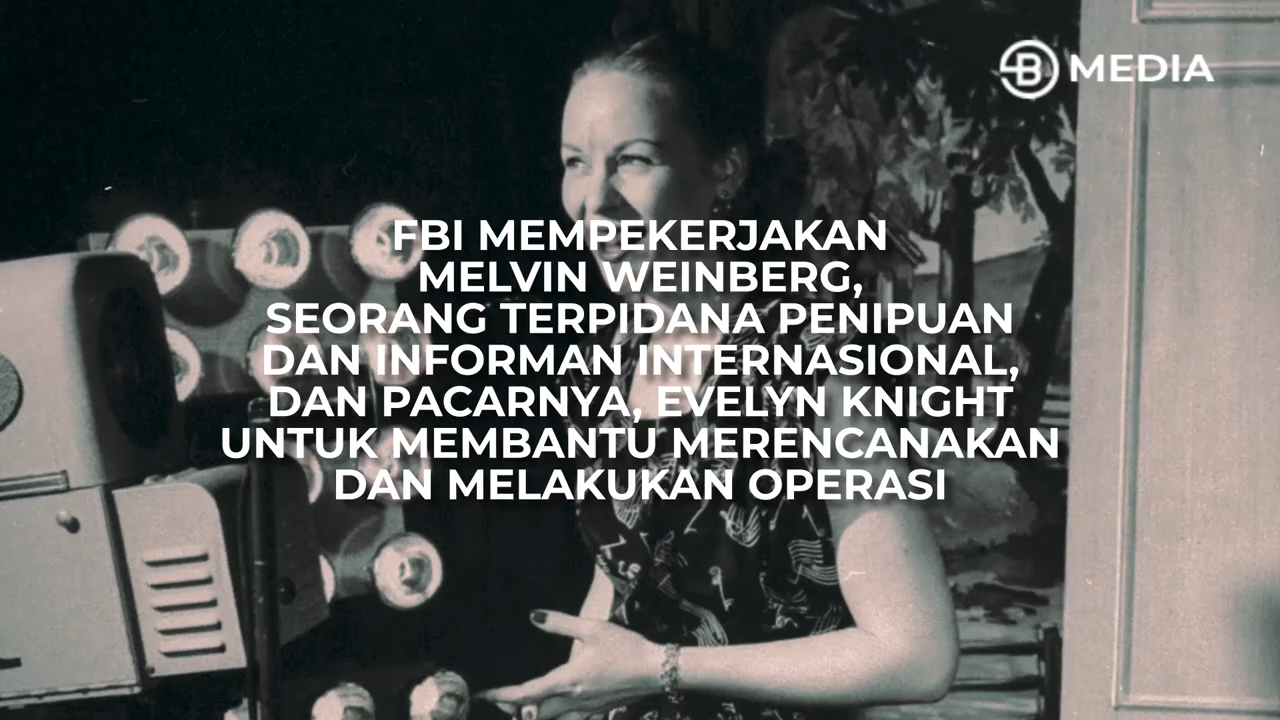 B MEDIA
FBI MEMPEKERJAKAN
MELVIN WEINBERG,
SEORANG TERPIDANA PENIPUAN
DAN INFORMAN INTERNASIONAL,
DAN PACARNYA, EVELYN KNIGHT
UNTUK MEMBANTU MERENCANAKAN
DAN MELAKUKAN OPERASI